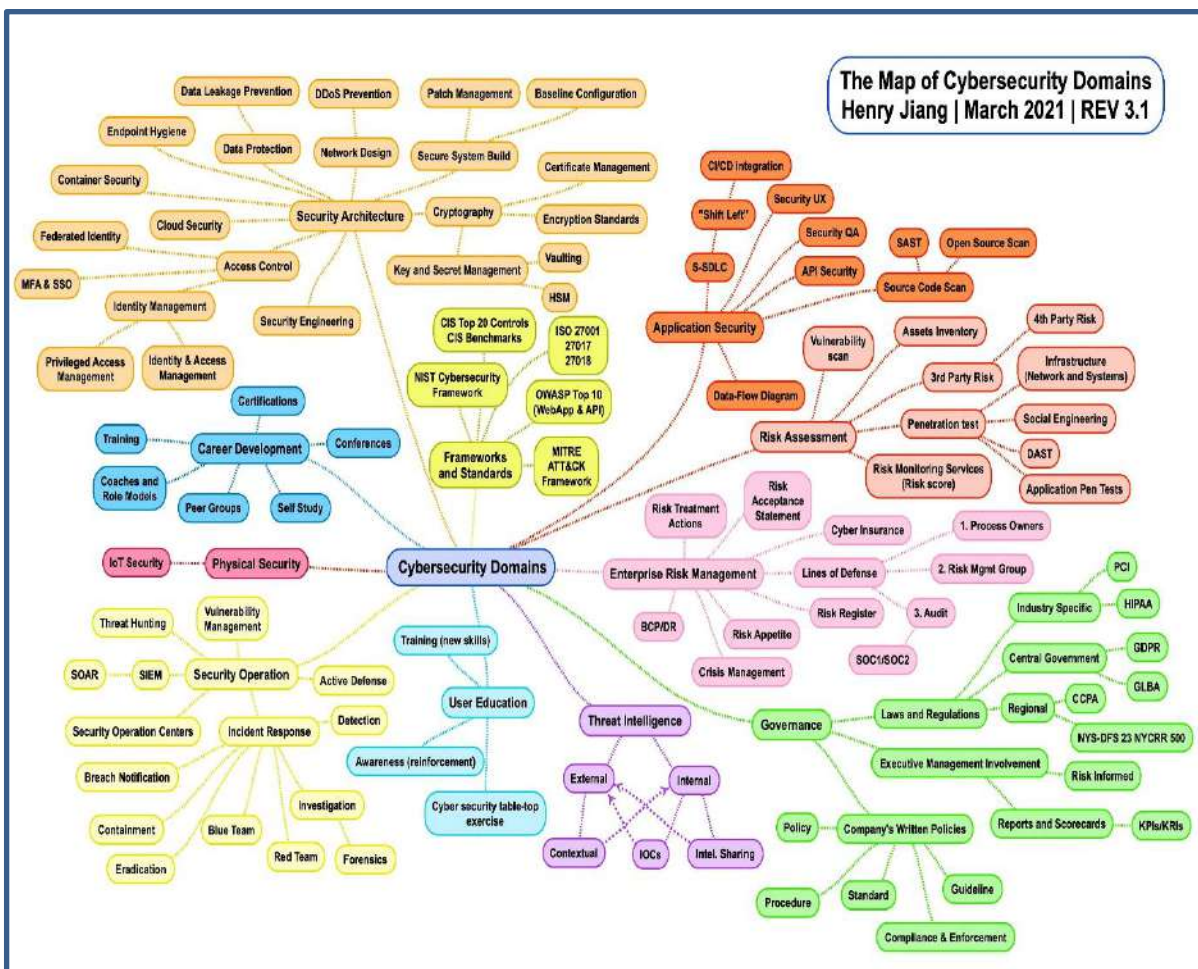 The Map of Cybersecurity Domains
Henry Jiang | March 2021 | REV 3.1
Data Leakage Prevention
DDoS Prevention
Patch Management
Baseline Configuration
Endpoint Hygiene
Data Protection
Network Design
Secure System Build
Container Security
Certificate Management
Cloud Security
Security Architecture
Cryptography
Encryption Standards
Federated Identity
Access Control
Key and Secret Management
Vaulting
HSM
MFA & SSO
Identity Management
Security Engineering
Privileged Access
Management
Identity & Access
Management
CI/CD integration
"Shift Left"
Security UX
Security QA
S-SDLC
API Security
SAST
Open Source Scan
Source Code Scan
Application Security
Data-Flow Diagram
CIS Top 20 Controls
CIS Benchmarks
ISO 27001
27017
27018
NIST Cybersecurity
Framework
OWASP Top 10
(WebApp & API)
Frameworks
and Standards
MITRE
ATT&CK
Framework
Vulnerability
scan
Assets Inventory
4th Party Risk
3rd Party Risk
Infrastructure
(Network and Systems)
Penetration test
Social Engineering
Risk Assessment
DAST
Risk Monitoring Services
(Risk score)
Application Pen Tests
Certifications
Training
Career Development
Conferences
Coaches and
Role Models
Peer Groups
Self Study
IoT Security
Physical Security
Cybersecurity Domains
Risk Treatment
Actions
Risk
Acceptance
Statement
Cyber Insurance
1. Process Owners
Enterprise Risk Management
Lines of Defense
2. Risk Mgmt Group
Risk Register
3. Audit
BCP/DR
Risk Appetite
SOC1/SOC2
Crisis Management
Threat Hunting
Vulnerability
Management
SOAR
SIEM
Security Operation
Active Defense
Security Operation Centers
Incident Response
Detection
Breach Notification
Investigation
Containment
Blue Team
Eradication
Red Team
Forensics
Training (new skills)
User Education
Awareness (reinforcement)
Cyber security table-top
exercise
Threat Intelligence
External
Internal
Contextual
IOCs
Intel. Sharing
PCI
Industry Specific
HIPAA
Central Government
GDPR
GLBA
Governance
Laws and Regulations
Regional
CCPA
NYS-DFS 23 NYCRR 500
Executive Management Involvement
Risk Informed
Reports and Scorecards
KPIs/KRIs
Policy
Company's Written Policies
Procedure
Standard
Guideline
Compliance & Enforcement